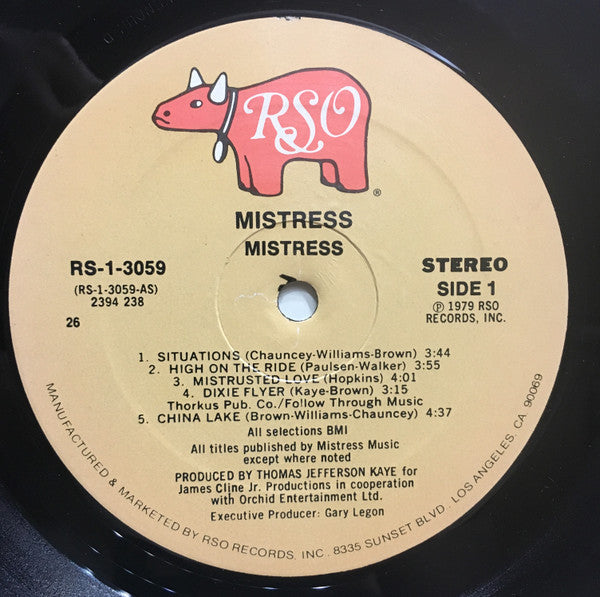 RSO
®
MISTRESS
MISTRESS
RS-1-3059
(RS-1-3059-AS)
2394 238
26
STEREO
SIDE 1
Ⓟ 1979 RSO
RECORDS, INC.
1. SITUATIONS (Chauncey-Williams-Brown) 3:44
2. HIGH ON THE RIDE (Paulsen-Walker) 3:55
3. MISTRUSTED LOVE (Hopkins) 4:01
4. DIXIE FLYER (Kaye-Brown) 3:15
Thorkus Pub. Co./Follow Through Music
5. CHINA LAKE (Brown-Williams-Chauncey) 4:37
All selections BMI
All titles published by Mistress Music
except where noted
PRODUCED BY THOMAS JEFFERSON KAYE for
James Cline Jr. Productions in cooperation
with Orchid Entertainment Ltd.
Executive Producer: Gary Legon
MANUFACTURED & MARKETED BY RSO RECORDS, INC. 8335 SUNSET BLVD., LOS ANGELES, CA. 90069